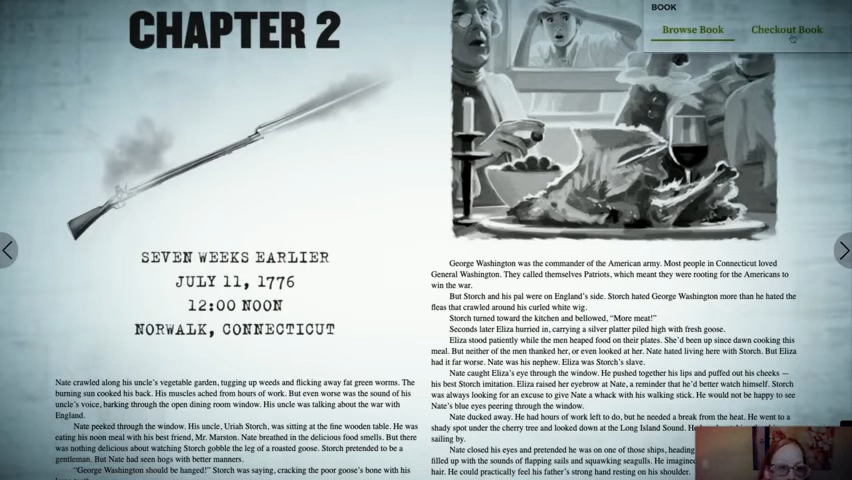 BOOK
Browse Book
Checkout Book
CHAPTER 2
SEVEN WEEKS EARLIER
JULY 11, 1776
12:00 NOON
NORWALK, CONNECTICUT
Nate crawled along his uncle's vegetable garden, tugging up weeds and flicking away fat green worms. The
burning sun cooked his back. His muscles ached from hours of work. But even worse was the sound of his
uncle's voice, barking through the open dining room window. His uncle was talking about the war with
England.
Nate peeked through the window. His uncle, Uriah Storch, was sitting at the fine wooden table. He was
eating his noon meal with his best friend, Mr. Marston. Nate breathed in the delicious food smells. But there
was nothing delicious about watching Storch gobble the leg of a roasted goose. Storch pretended to be a
gentleman. But Nate had seen hogs with better manners.
"George Washington should be hanged!" Storch was saying, cracking the poor goose's bone with his
George Washington was the commander of the American army. Most people in Connecticut loved
General Washington. They called themselves Patriots, which meant they were rooting for the Americans to
win the war.
But Storch and his pal were on England's side. Storch hated George Washington more than he hated the
fleas that crawled around his curled white wig.
Storch turned toward the kitchen and bellowed, "More meat!"
Seconds later Eliza hurried in, carrying a silver platter piled high with fresh goose.
Eliza stood patiently while the men heaped food on their plates. She'd been up since dawn cooking this
meal. But neither of the men thanked her, or even looked at her. Nate hated living here with Storch. But Eliza
had it far worse. Nate was his nephew. Eliza was Storch's slave.
Nate caught Eliza's eye through the window. He pushed together his lips and puffed out his cheeks —
his best Storch imitation. Eliza raised her eyebrow at Nate, a reminder that he'd better watch himself. Storch
was always looking for an excuse to give Nate a whack with his walking stick. He would not be happy to see
Nate's blue eyes peering through the window.
Nate ducked away. He had hours of work left to do, but he needed a break from the heat. He went to a
shady spot under the cherry tree and looked down at the Long Island Sound.
sailing by.
Nate closed his eyes and pretended he was on one of those ships, heading
filled up with the sounds of flapping sails and squawking seagulls. He imagined
hair. He could practically feel his father's strong hand resting on his shoulder.